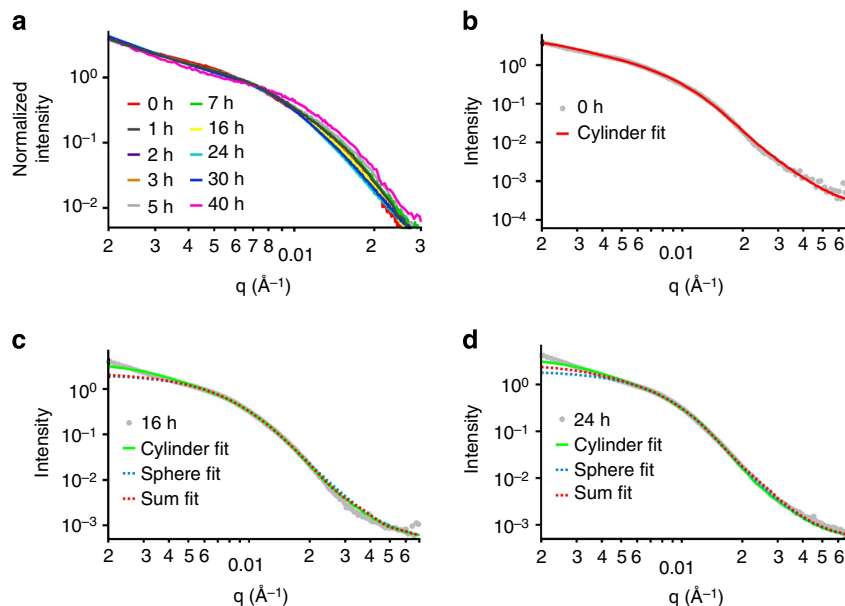 a
Normalized
intensity
10⁰
10⁻¹
10⁻²
0 h
1 h
2 h
3 h
5 h
7 h
16 h
24 h
30 h
40 h
2 3 4 5 6 7 8 0.01 2 3
q (Å⁻¹)
b
Intensity
10⁰
10⁻¹
10⁻²
10⁻³
10⁻⁴
0 h
Cylinder fit
2 3 4 5 6 0.01 2 3 4 5 6
q (Å⁻¹)
c
Intensity
10⁰
10⁻¹
10⁻²
10⁻³
16 h
Cylinder fit
Sphere fit
Sum fit
2 3 4 5 6 0.01 2 3 4 5 6
q (Å⁻¹)
d
Intensity
10⁰
10⁻¹
10⁻²
10⁻³
24 h
Cylinder fit
Sphere fit
Sum fit
2 3 4 5 6 0.01 2 3 4 5 6
q (Å⁻¹)